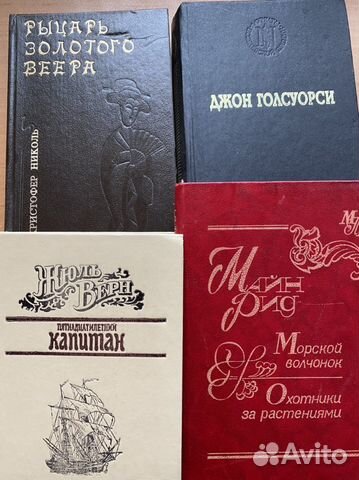 РЫЦАРЬ
ЗОЛОТОГО
ВЕЕРА
КРИСТОФЕР НИКОЛЬ
ДЖОН ГОЛСУОРСИ
ЖЮЛЬ
ВЕРН
ПЯТНАДЦАТИЛЕТНИЙ
КАПИТАН
МАЙН
РИД
МОРСКОЙ
ВОЛЧОНОК
ОХОТНИКИ
ЗА РАСТЕНИЯМИ
Avito